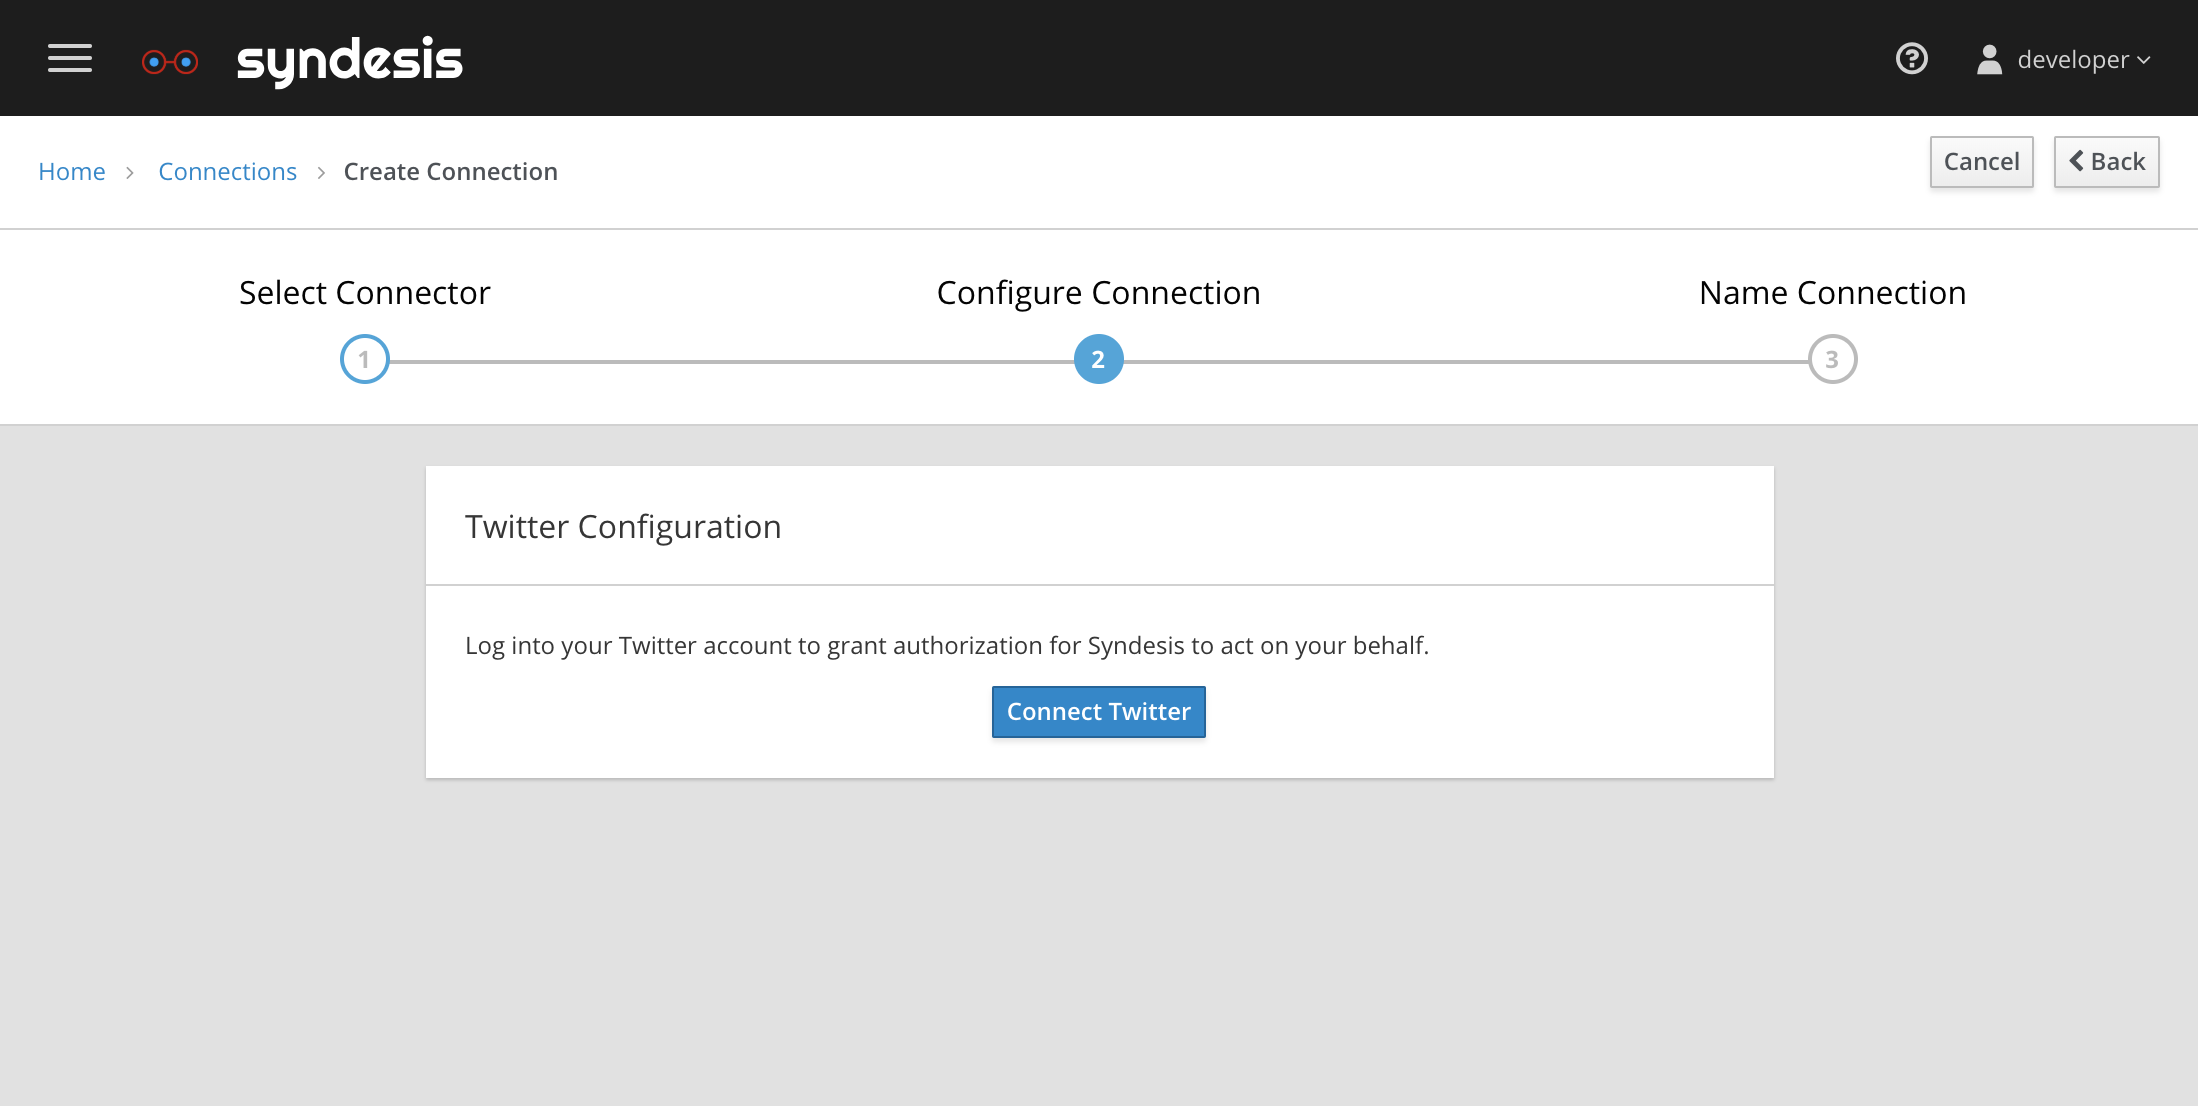 syndesis
developer
Home > Connections > Create Connection
Cancel
Back
Select Connector
Configure Connection
Name Connection
1
2
3
Twitter Configuration
Log into your Twitter account to grant authorization for Syndesis to act on your behalf.
Connect Twitter